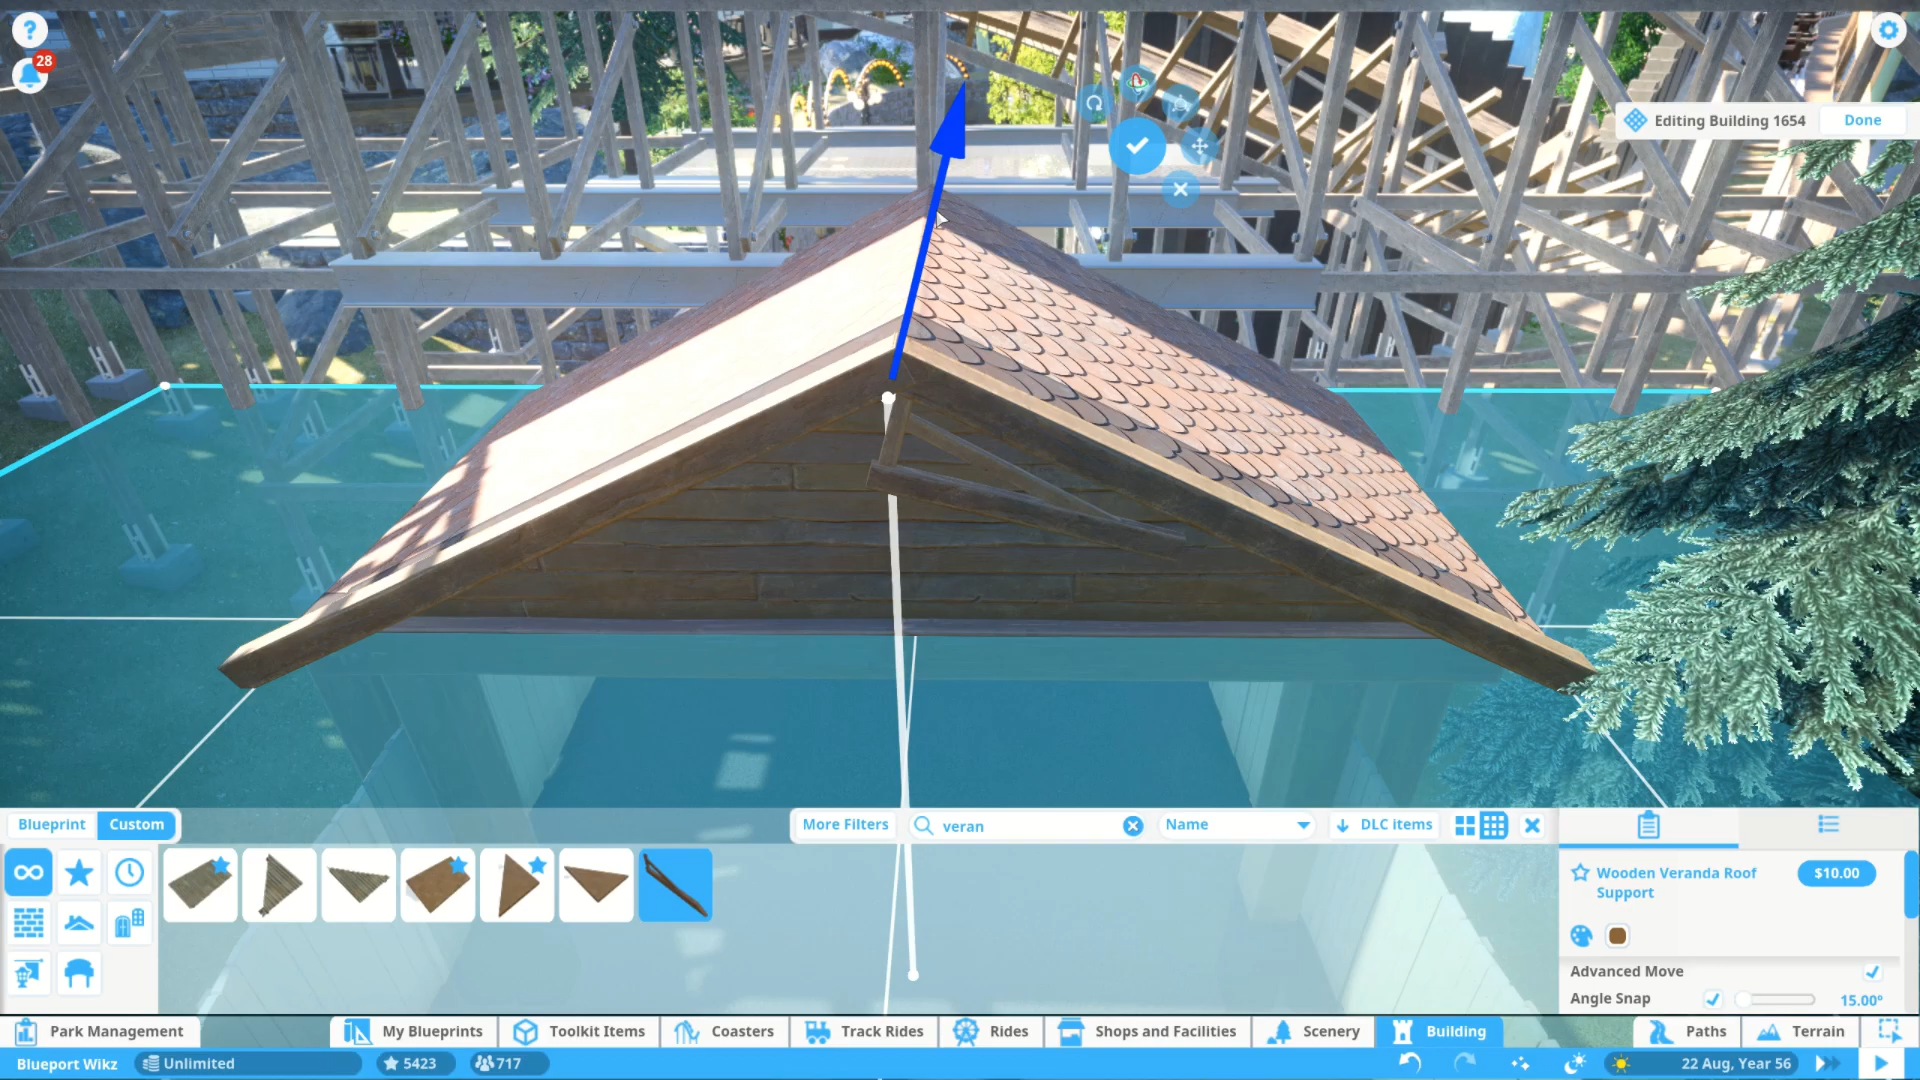 ?
28
Editing Building 1654
Done
Blueprint
Custom
More Filters
veran
Name
DLC items
Wooden Veranda Roof
Support
$10.00
Advanced Move
Angle Snap
15.00°
Park Management
My Blueprints
Toolkit Items
Coasters
Track Rides
Rides
Shops and Facilities
Scenery
Building
Paths
Terrain
Blueport Wikz
Unlimited
5423
717
22 Aug, Year 56